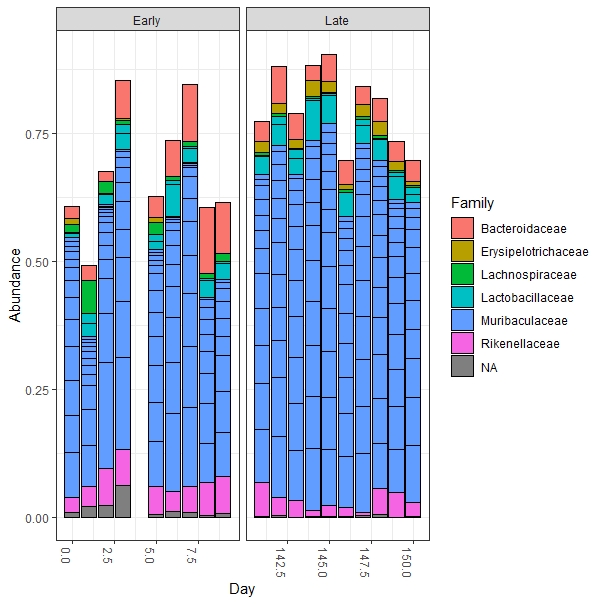 Early
Late
Abundance
0.75
0.50
0.25
0.00
0.0
2.5
5.0
7.5
142.5
145.0
147.5
150.0
Day
Family
Bacteroidaceae
Erysipelotrichaceae
Lachnospiraceae
Lactobacillaceae
Muribaculaceae
Rikenellaceae
NA